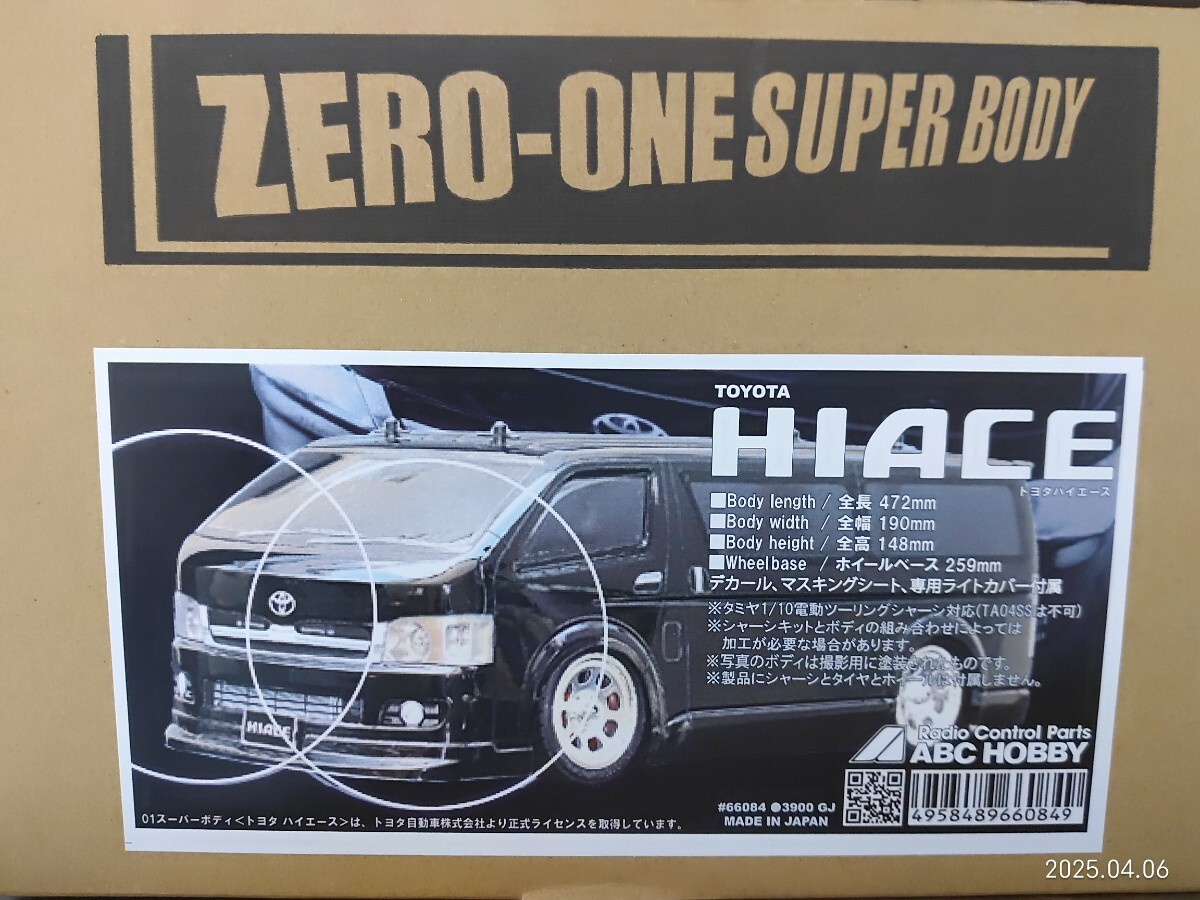 ZERO-ONE SUPER BODY
TOYOTA
HIACE
トヨタハイエース
■Body length / 全長 472mm
■Body width / 全幅 190mm
■Body height / 全高 148mm
■Wheelbase / ホイールベース 259mm
デカール、マスキングシート、専用ライトカバー付属
※タミヤ1/10電動ツーリングシャーシ対応(TA04SSは不可)
※シャーシキットとボディの組み合わせによっては
加工が必要な場合があります。
※写真のボディは撮影用に塗装されたものです。
※製品にシャーシとタイヤとホイールは付属しません。
HIACE
Radio Control Parts
ABC HOBBY
#66084 ●3900 GJ
MADE IN JAPAN
4958489660849
01スーパーボディ<トヨタ ハイエース>は、トヨタ自動車株式会社より正式ライセンスを取得しています。
2025.04.06